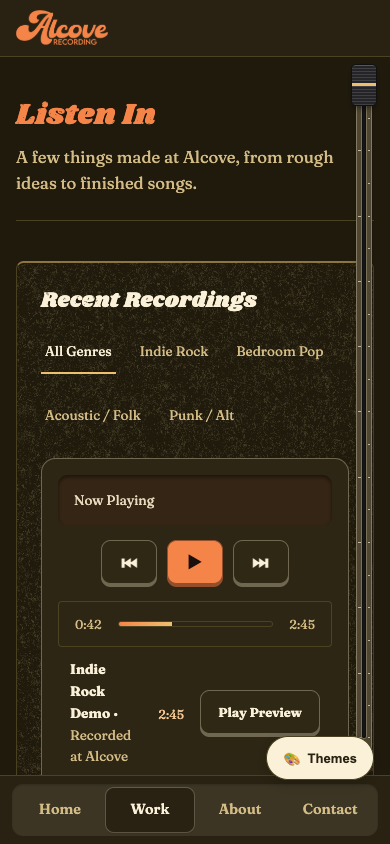 Alcove
RECORDING
Listen In
A few things made at Alcove, from rough
ideas to finished songs.
Recent Recordings
All Genres
Indie Rock
Bedroom Pop
Acoustic / Folk
Punk / Alt
Now Playing
0:42
2:45
Indie
Rock
Demo •
Recorded
at Alcove
2:45
Play Preview
Themes
Home
Work
About
Contact